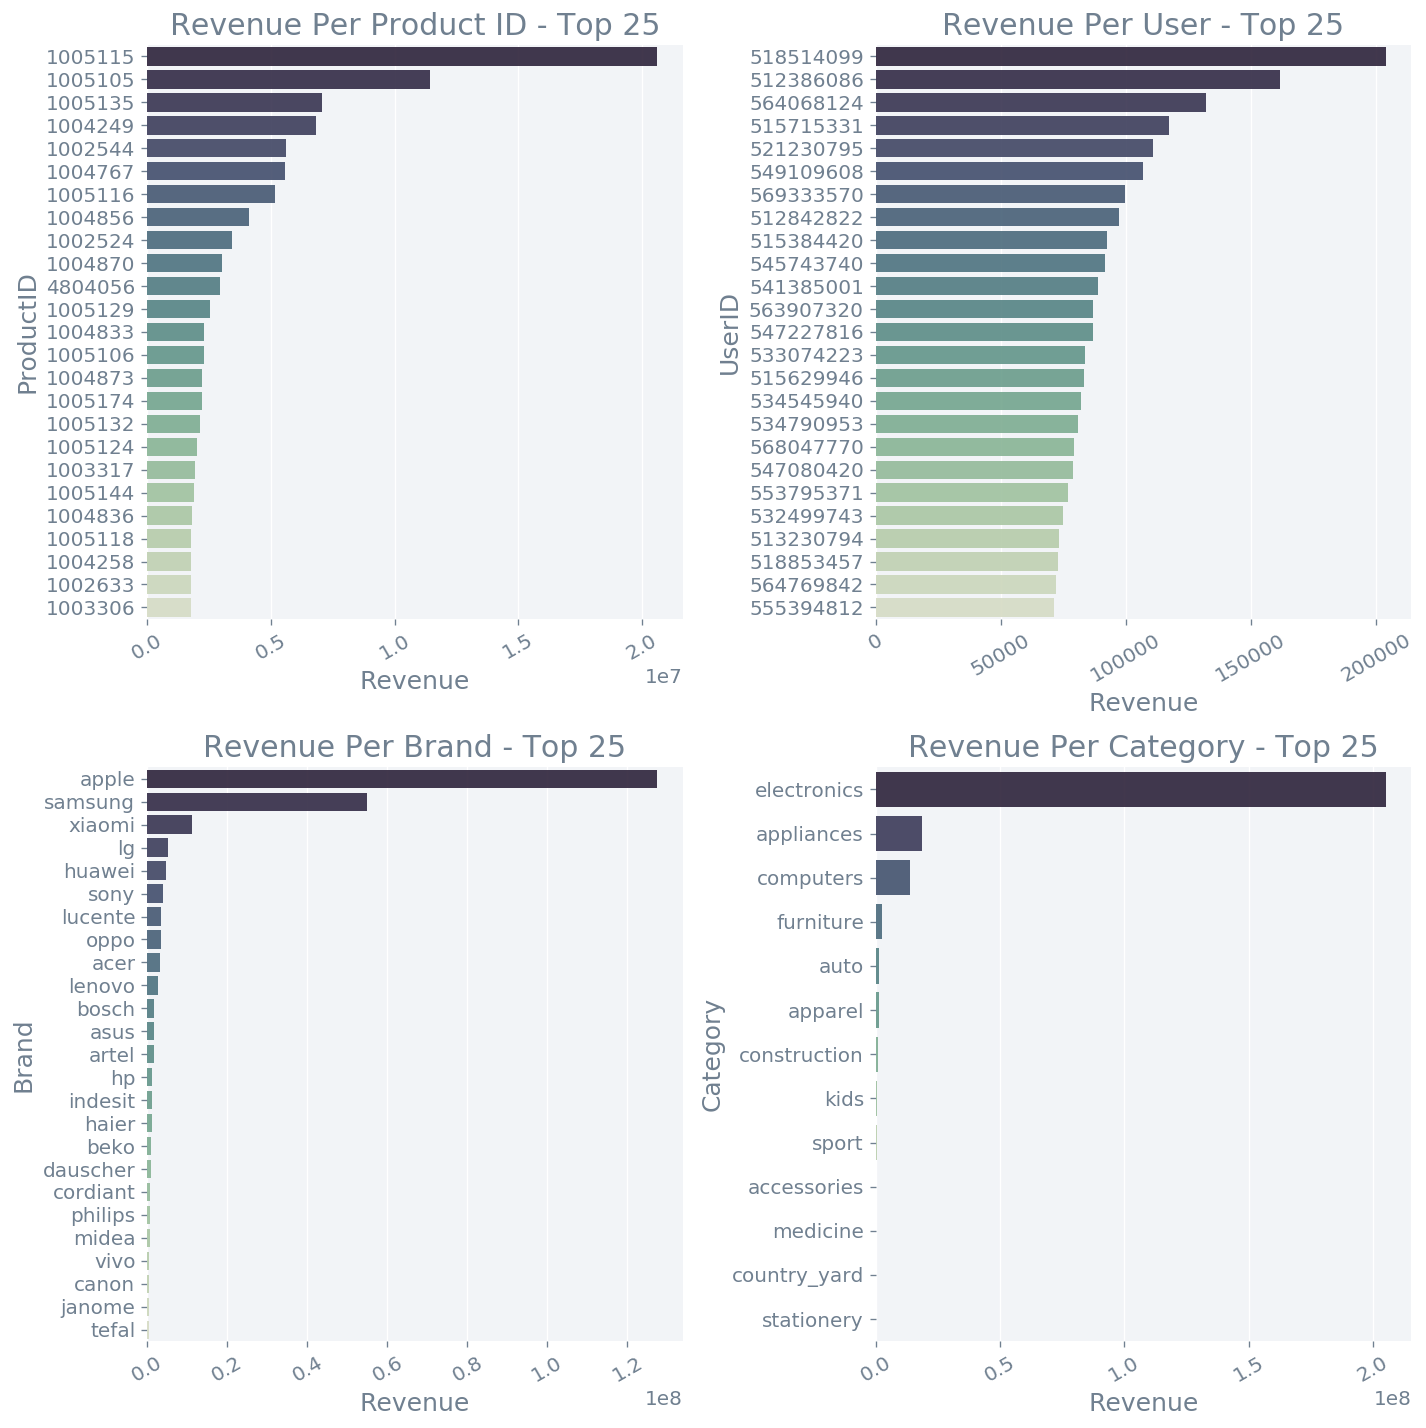 Revenue Per Product ID - Top 25
ProductID
1005115
1005105
1005135
1004249
1002544
1004767
1005116
1004856
1002524
1004870
4804056
1005129
1004833
1005106
1004873
1005174
1005132
1005124
1003317
1005144
1004836
1005118
1004258
1002633
1003306
0.0 0.5 1.0 1.5 2.0
1e7
Revenue
Revenue Per User - Top 25
UserID
518514099
512386086
564068124
515715331
521230795
549109608
569333570
512842822
515384420
545743740
541385001
563907320
547227816
533074223
515629946
534545940
534790953
568047770
547080420
553795371
532499743
513230794
518853457
564769842
555394812
0 50000 100000 150000 200000
Revenue
Revenue Per Brand - Top 25
Brand
apple
samsung
xiaomi
lg
huawei
sony
lucente
oppo
acer
lenovo
bosch
asus
artel
hp
indesit
haier
beko
dauscher
cordiant
philips
midea
vivo
canon
janome
tefal
0.0 0.2 0.4 0.6 0.8 1.0 1.2
1e8
Revenue
Revenue Per Category - Top 25
Category
electronics
appliances
computers
furniture
auto
apparel
construction
kids
sport
accessories
medicine
country_yard
stationery
0.0 0.5 1.0 1.5 2.0
1e8
Revenue